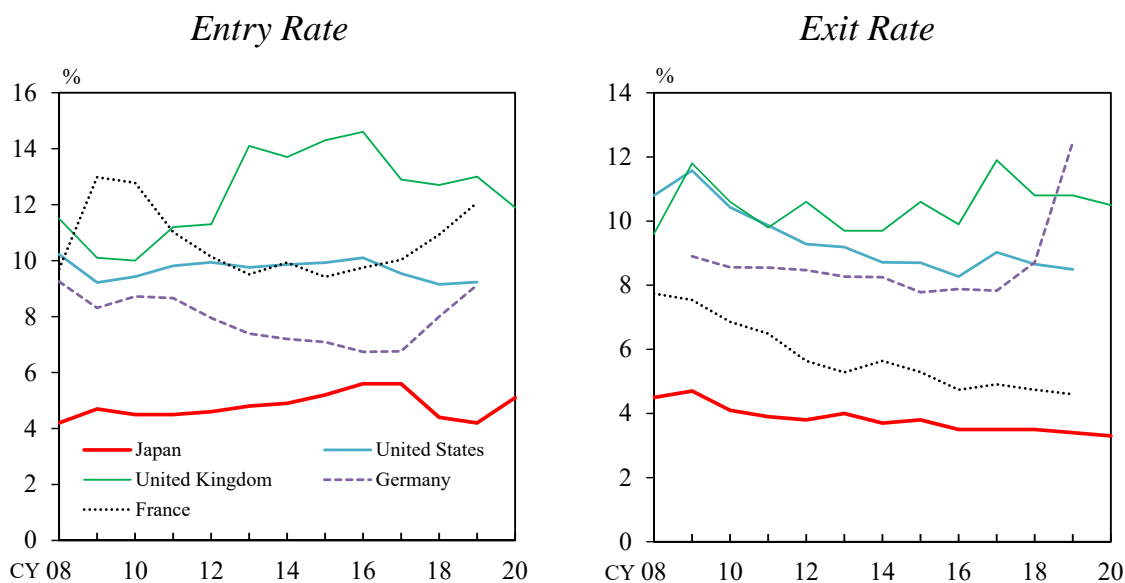 Entry Rate
%
16
14
12
10
8
6
4
2
0
Japan
United States
United Kingdom
Germany
France
CY 08 10 12 14 16 18 20
Exit Rate
%
14
12
10
8
6
4
2
0
CY 08 10 12 14 16 18 20